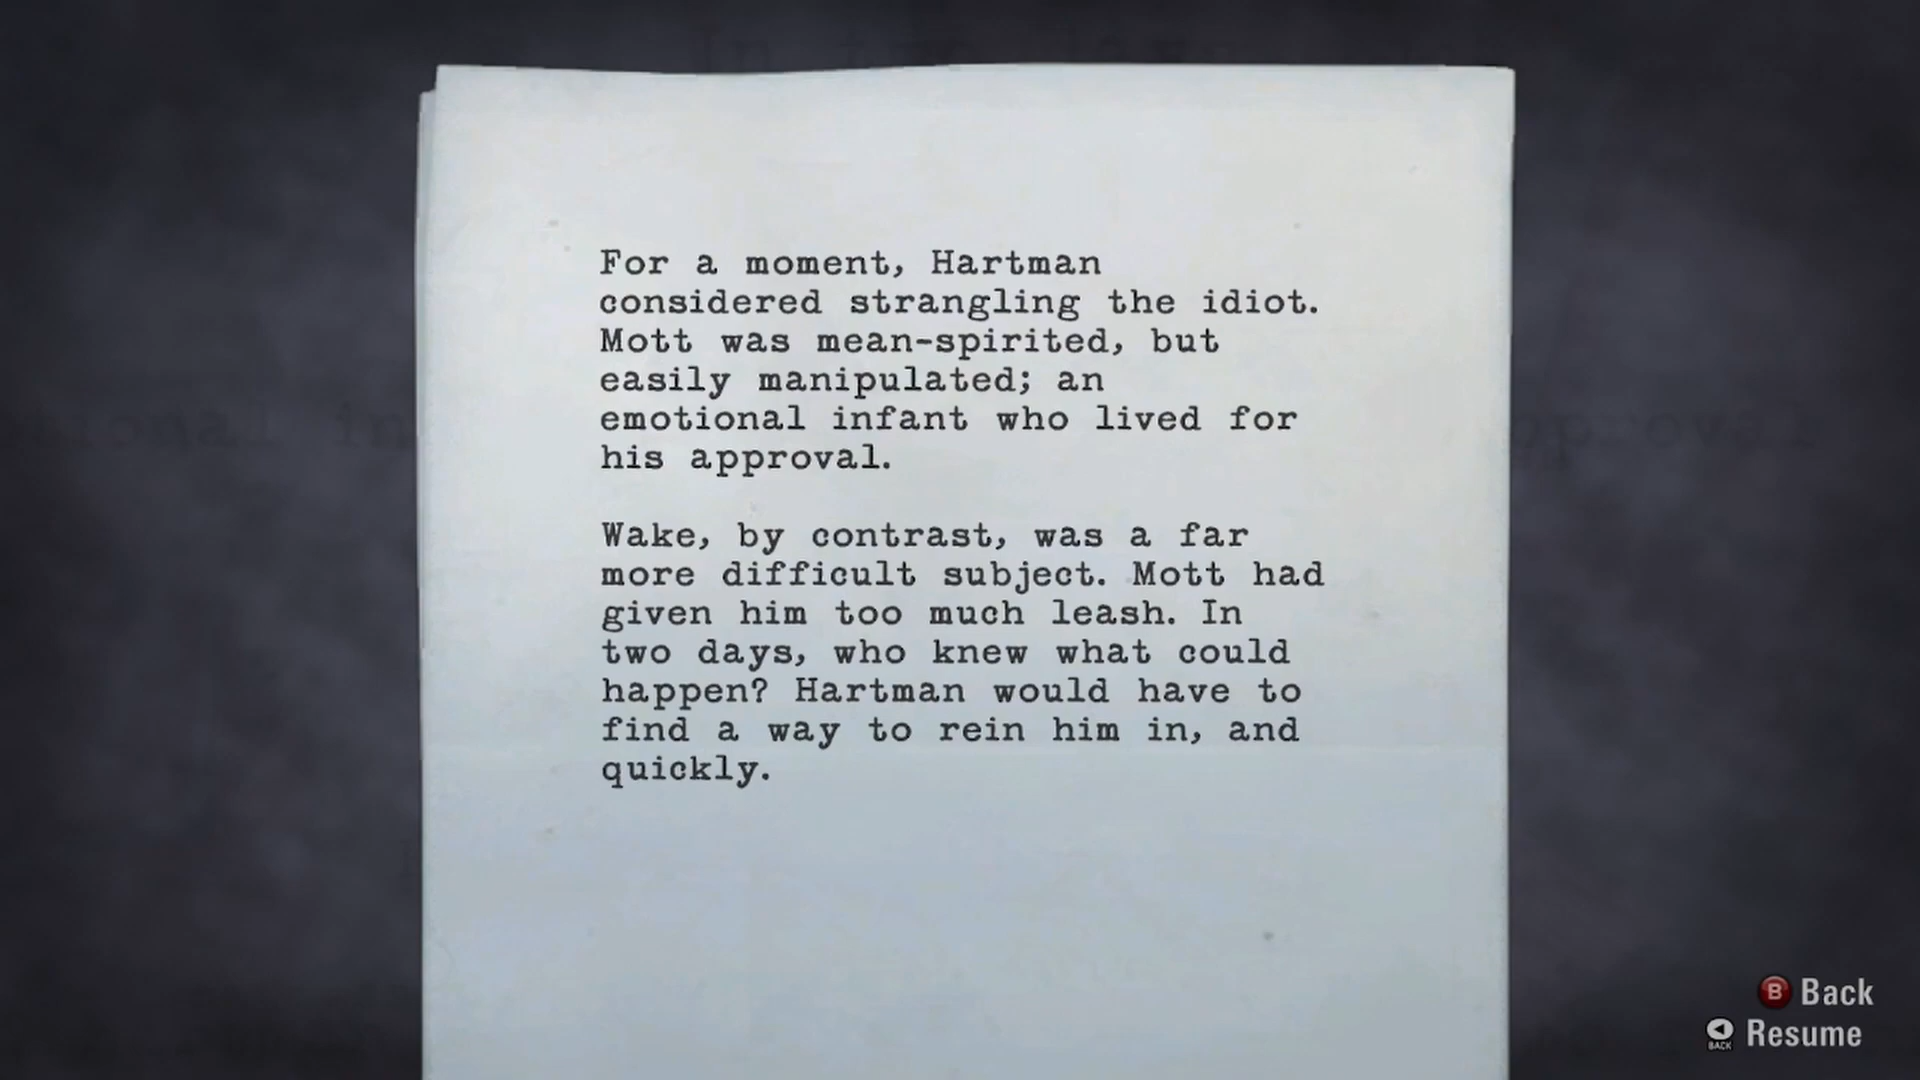 For a moment, Hartman
considered strangling the idiot.
Mott was mean-spirited, but
easily manipulated; an
emotional infant who lived for
his approval.
Wake, by contrast, was a far
more difficult subject. Mott had
given him too much leash. In
two days, who knew what could
happen? Hartman would have to
find a way to rein him in, and
quickly.
B Back
BACK Resume